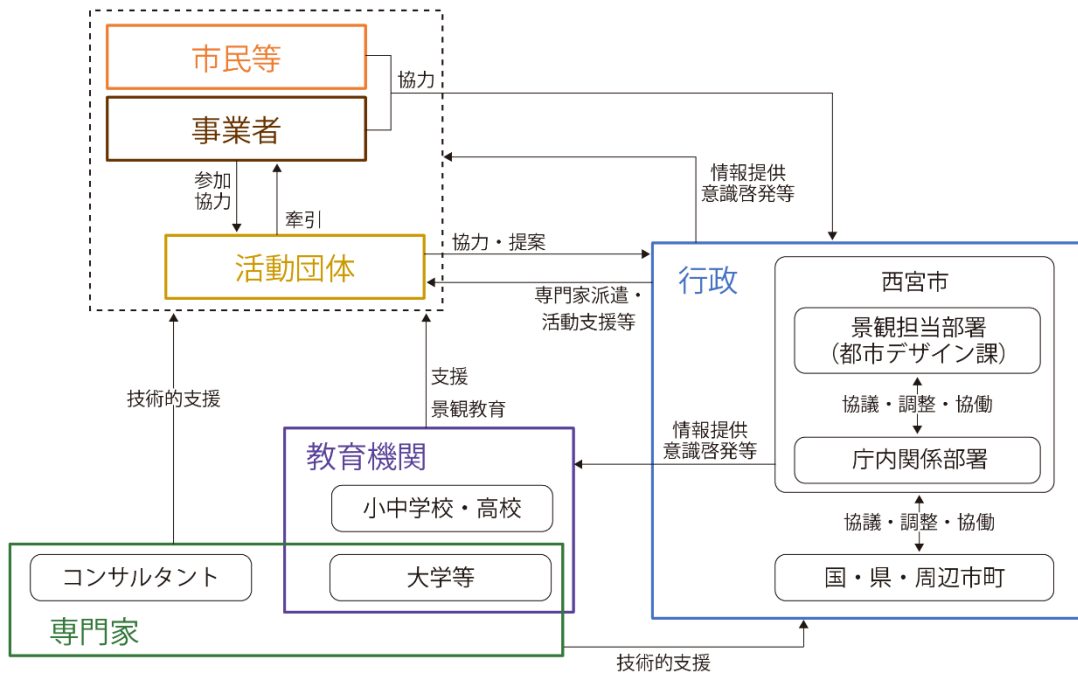 市民等
協力
事業者
参加
協力
牽引
情報提供
意識啓発等
活動団体
協力・提案
専門家派遣・
活動支援等
行政
西宮市
景観担当部署
（都市デザイン課）
協議・調整・協働
庁内関係部署
協議・調整・協働
国・県・周辺市町
技術的支援
支援
景観教育
情報提供
意識啓発等
教育機関
小中学校・高校
コンサルタント
大学等
専門家
技術的支援